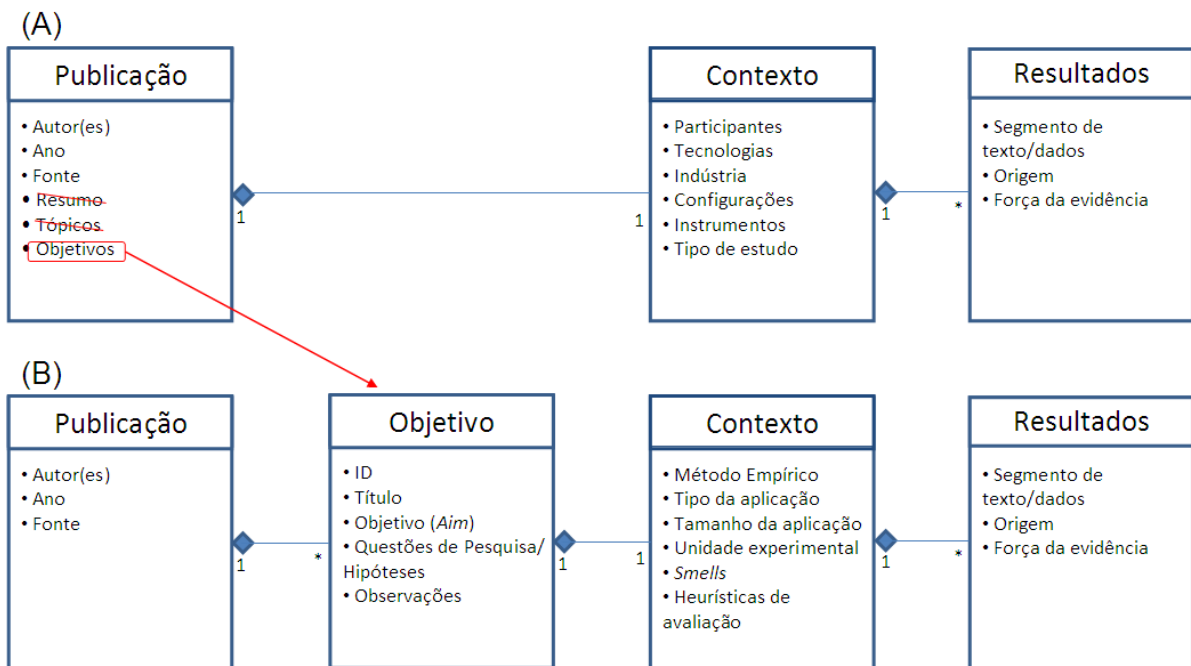 (A)
Publicação
• Autor(es)
• Ano
• Fonte
• Resumo
• Tópicos
• Objetivos
1
1
Contexto
• Participantes
• Tecnologias
• Indústria
• Configurações
• Instrumentos
• Tipo de estudo
1
*
Resultados
• Segmento de
texto/dados
• Origem
• Força da evidência
(B)
Publicação
• Autor(es)
• Ano
• Fonte
1
*
Objetivo
• ID
• Título
• Objetivo (Aim)
• Questões de Pesquisa/
Hipóteses
• Observações
1
1
Contexto
• Método Empírico
• Tipo da aplicação
• Tamanho da aplicação
• Unidade experimental
• Smells
• Heurísticas de
avaliação
1
*
Resultados
• Segmento de
texto/dados
• Origem
• Força da evidência